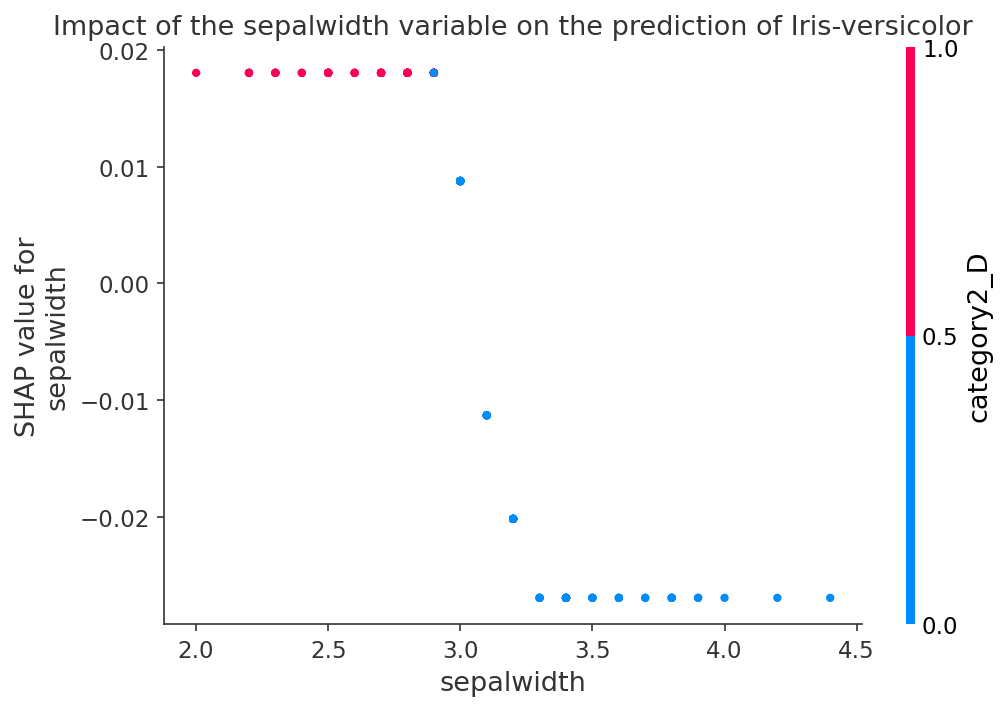 Impact of the sepalwidth variable on the prediction of Iris-versicolor
0.02
0.01
0.00
−0.01
−0.02
SHAP value for
sepalwidth
2.0
2.5
3.0
3.5
4.0
4.5
sepalwidth
1.0
0.5
0.0
category2_D